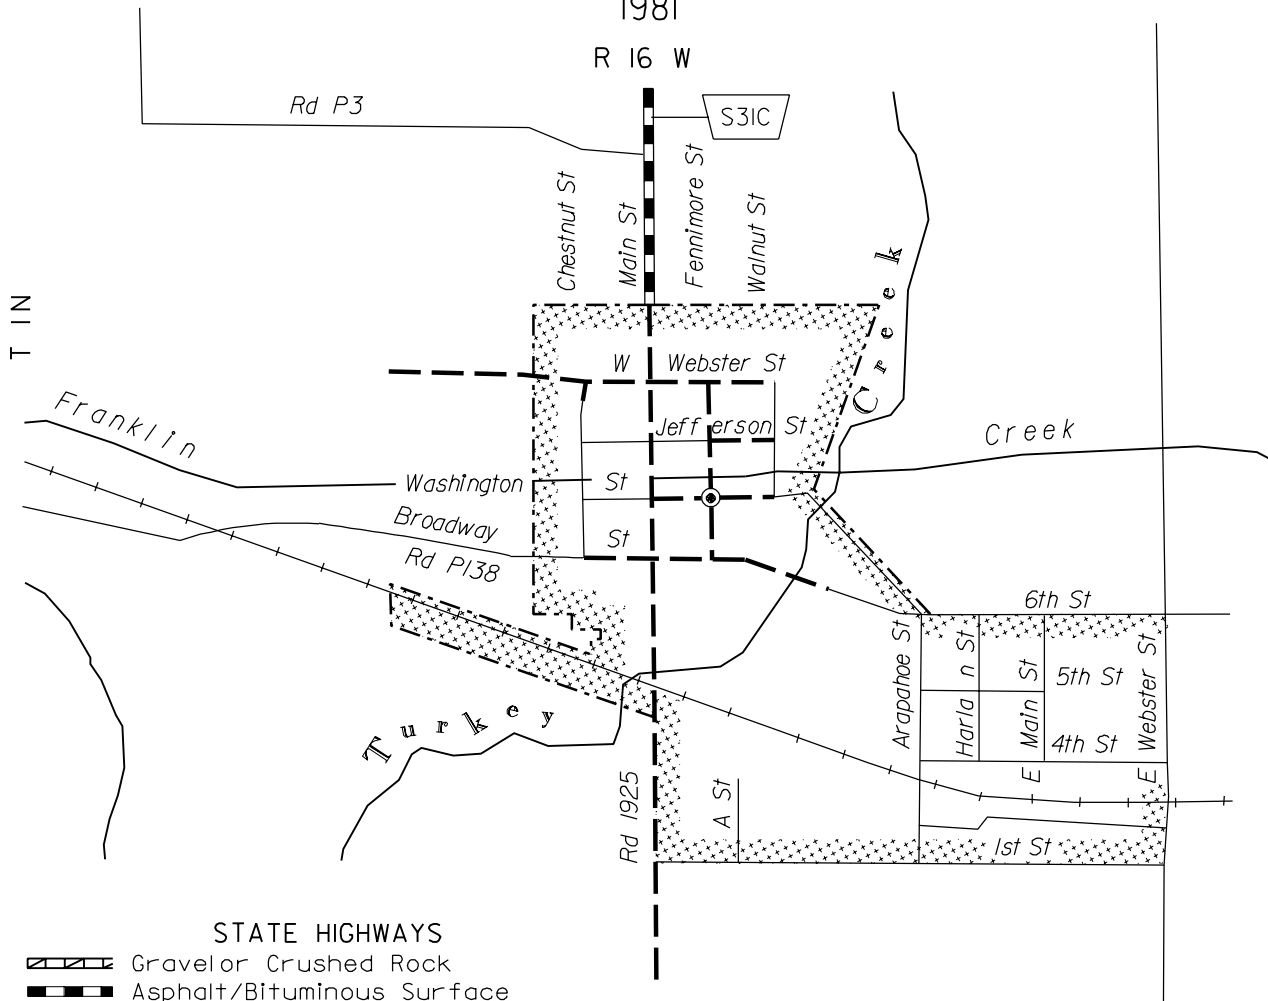 1981
R 16 W
Rd P3
S31C
Chestnut St
Main St
Fennimore St
Walnut St
Creek
T 1N
W Webster St
Jefferson St
Franklin
Creek
Washington St
Broadway St
Rd P138
6th St
Arapahoe St
Harlan St
E Main St
5th St
E Webster St
4th St
Turkey
Rd 1925
A St
1st St
STATE HIGHWAYS
Gravelor Crushed Rock
Asphalt/Bituminous Surface